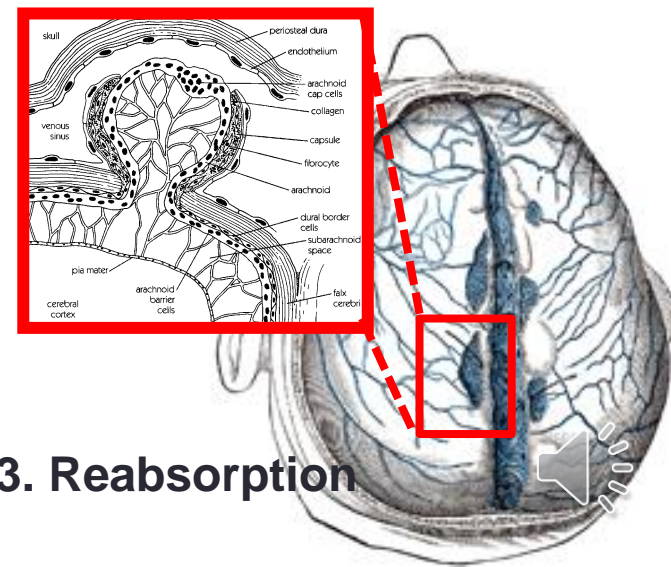 skull
periosteal dura
endothelium
arachnoid
cap cells
collagen
venous
sinus
capsule
fibrocyte
arachnoid
dural border
cells
subarachnoid
space
pia mater
arachnoid
barrier
cells
falx
cerebri
cerebral
cortex
3. Reabsorption